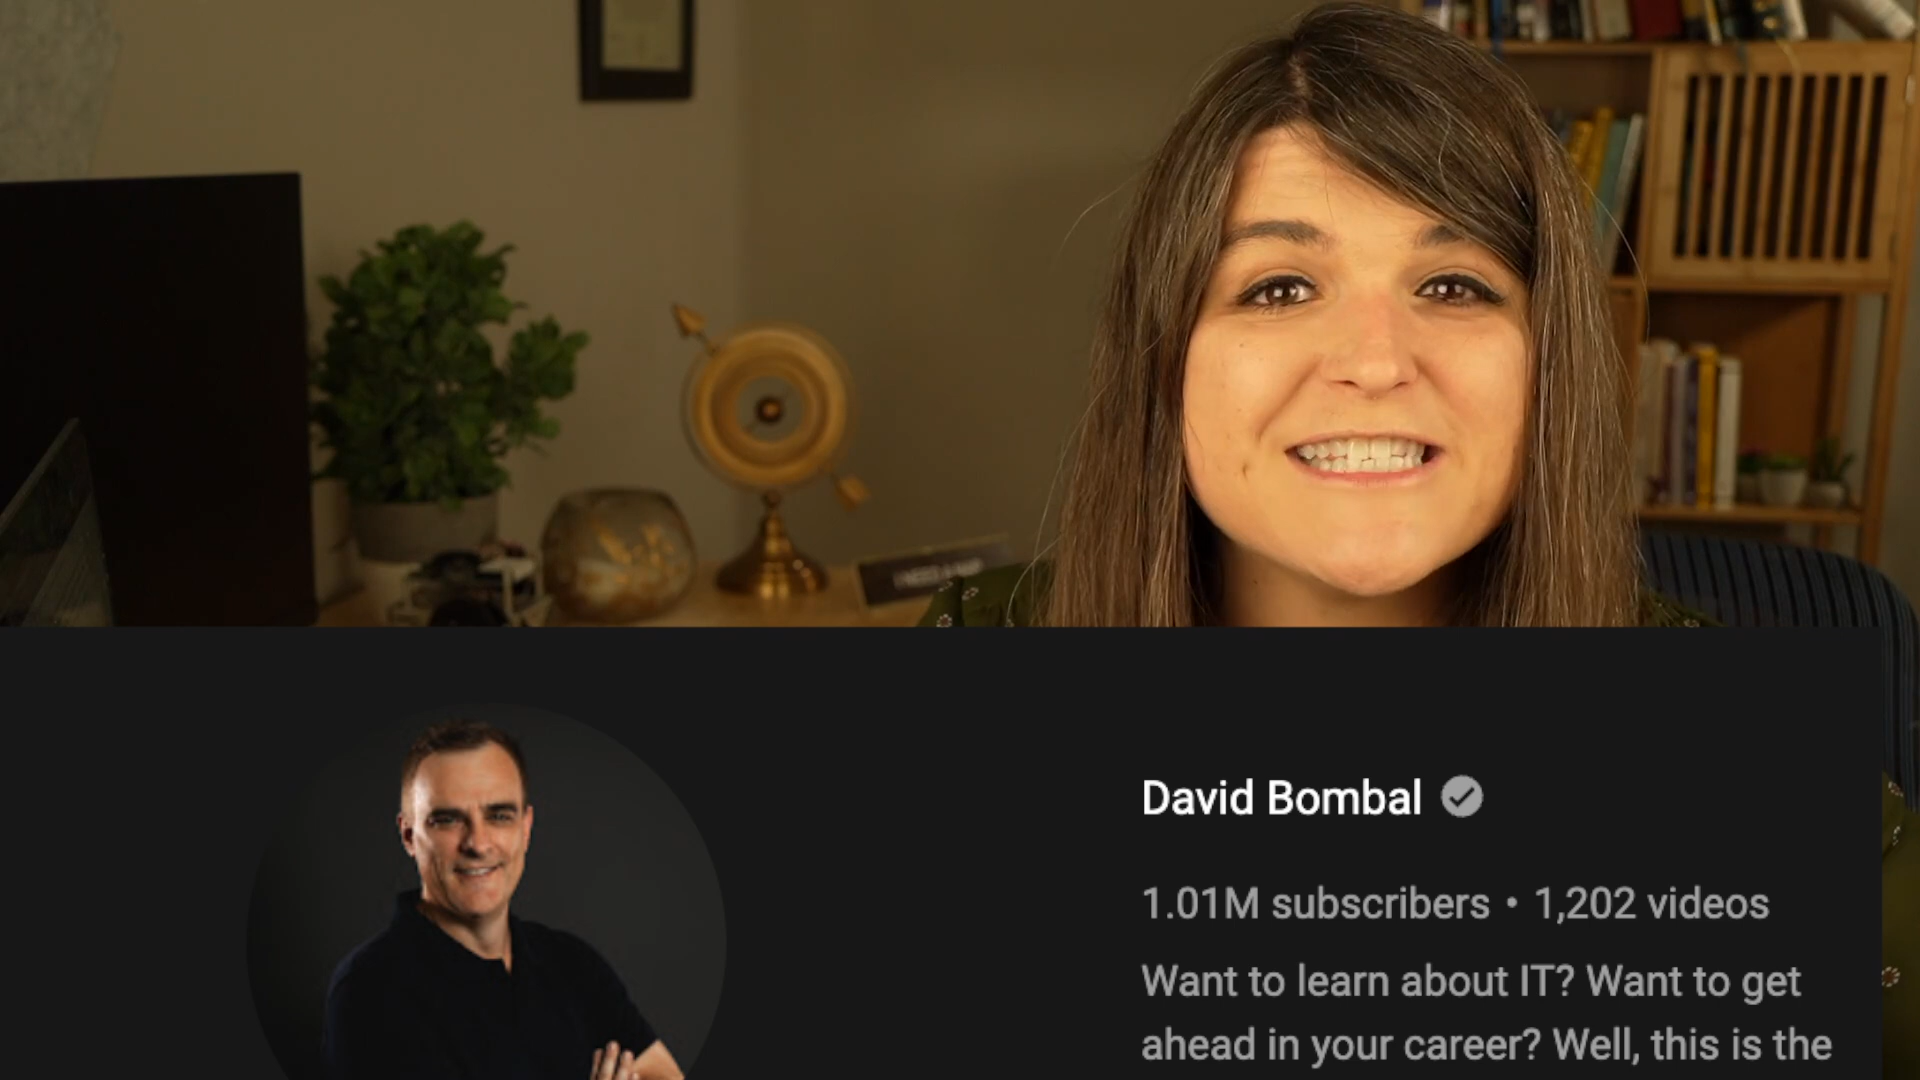 David Bombal
1.01M subscribers • 1,202 videos
Want to learn about IT? Want to get
ahead in your career? Well, this is the